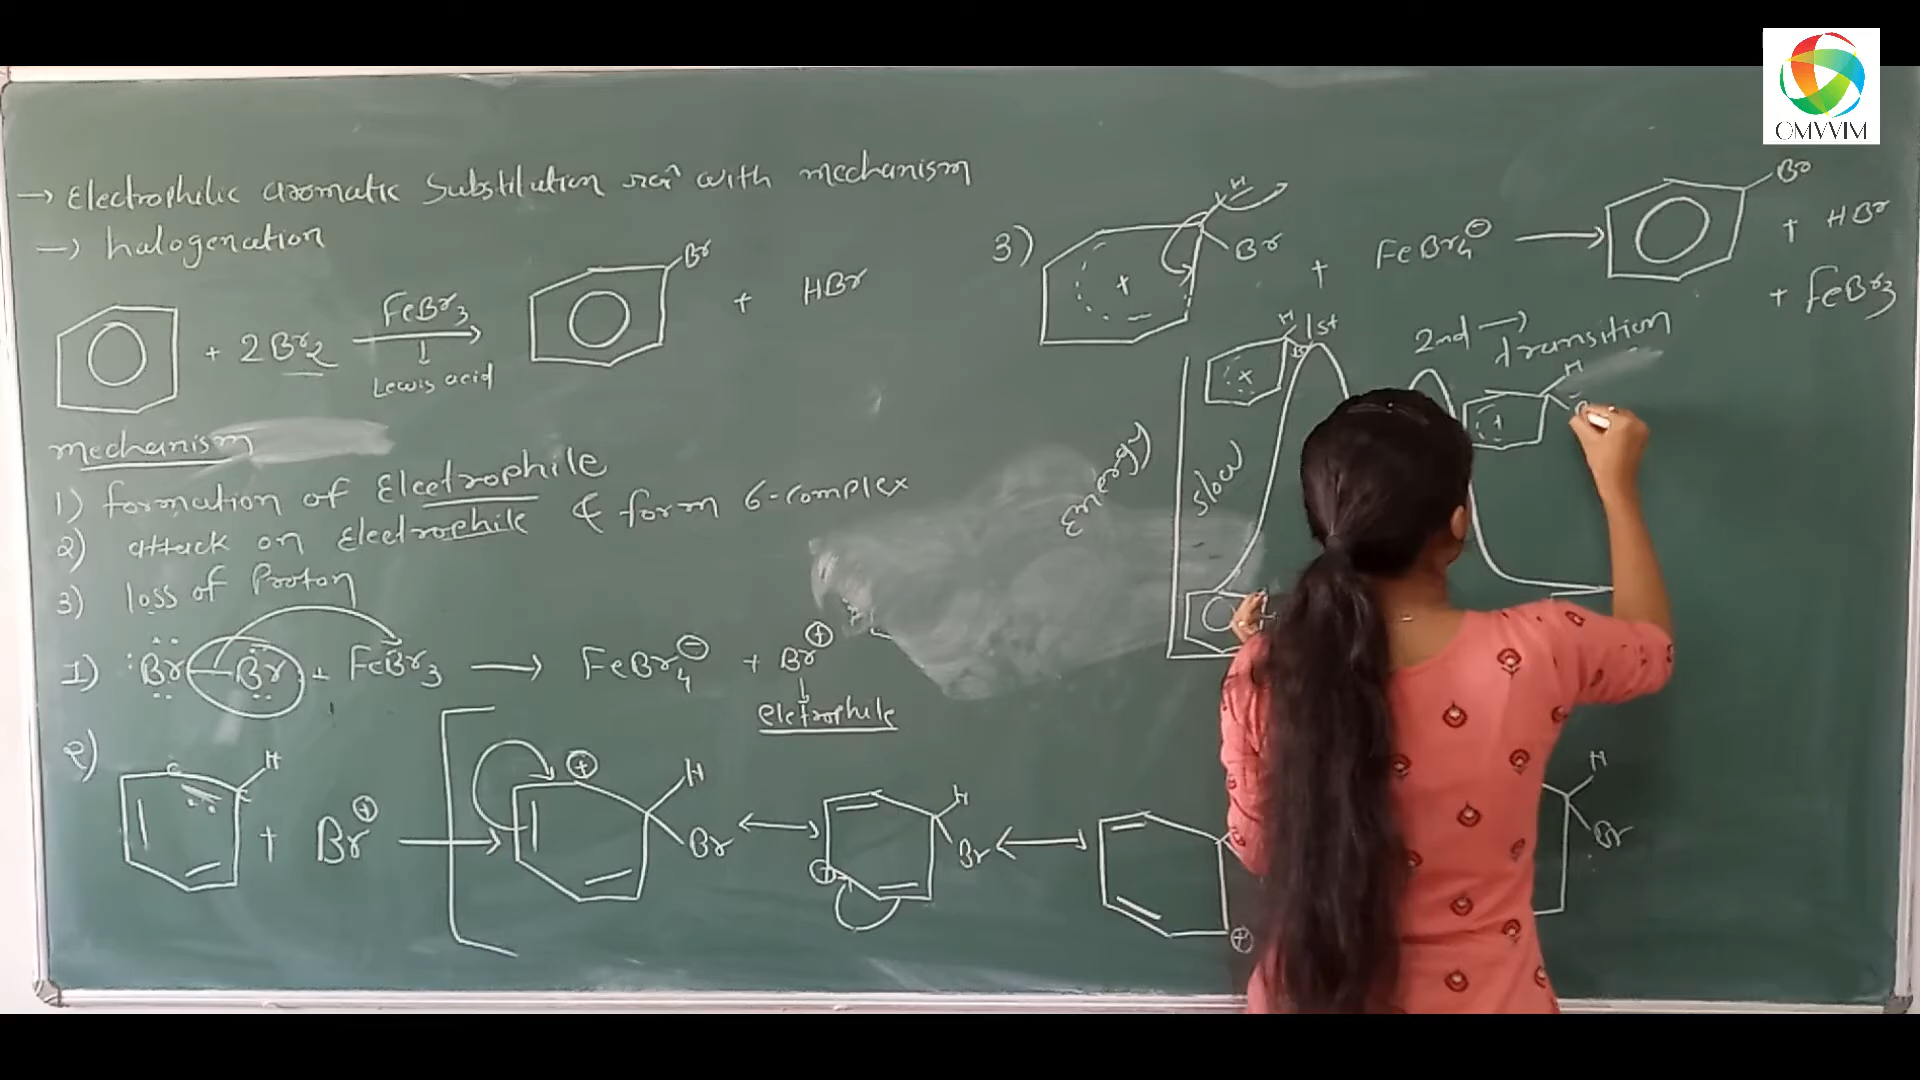 OMVVIM
→ Electrophilic aromatic Substitution rxn with mechanism
→ halogenation
+ 2Br2 FeBr3 Br + HBr
Lewis acid
mechanism
1) formation of Electrophile
2) attack on Electrophile & form 6-complex
3) loss of Proton
1) :Br—Br + FeBr3 ⟶ FeBr4⊖ + Br⊕
eletrophile
2) H + Br⊕ ⟶ [ ⊕ H Br ⟷ ⊕ H Br ⟷ ⊕ H Br
3) + H Br + FeBr4⊖ ⟶ Br + HBr
+ FeBr3
H Br + 1st 2nd → transition
H +
Energy
slow